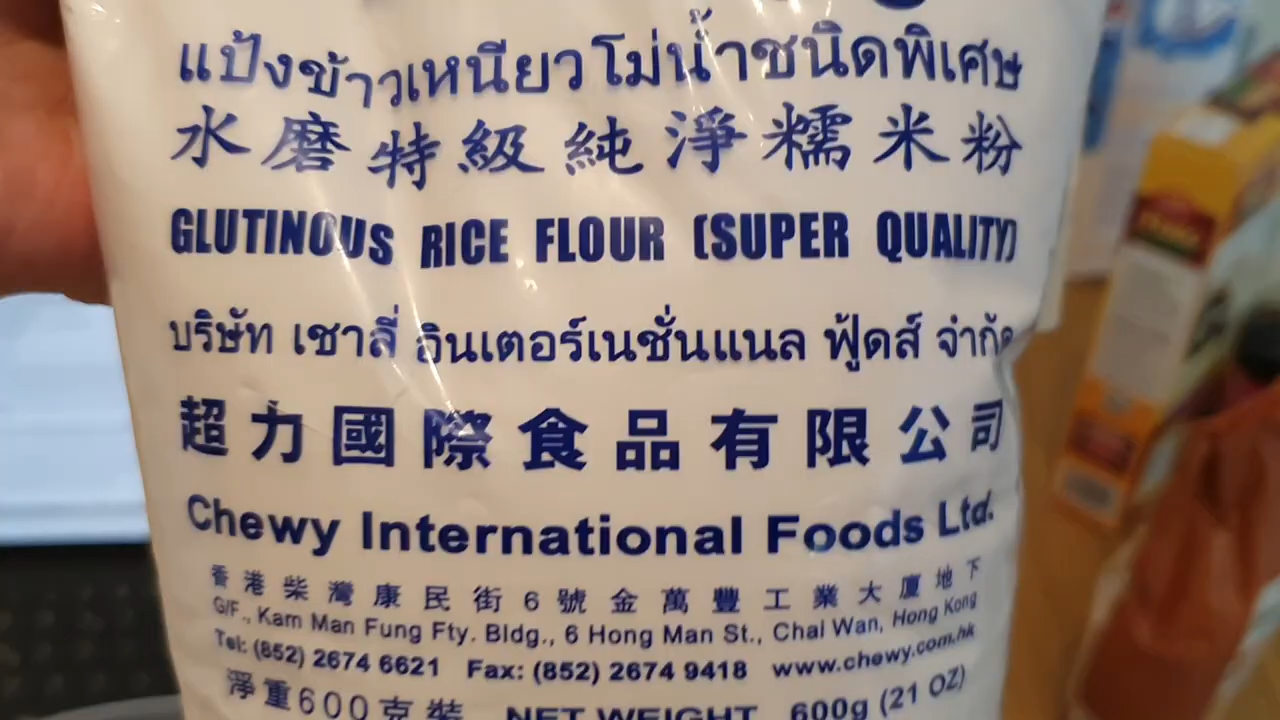 แป้งข้าวเหนียวโม่น้ำชนิดพิเศษ
水磨特級純淨糯米粉
GLUTINOUS RICE FLOUR (SUPER QUALITY)
บริษัท เชาลี่ อินเตอร์เนชั่นแนล ฟู้ดส์ จำกัด
超力國際食品有限公司
Chewy International Foods Ltd.
香港柴灣康民街6號金萬豐工業大廈地下
G/F., Kam Man Fung Fty. Bldg., 6 Hong Man St., Chai Wan, Hong Kong
Tel: (852) 2674 6621 Fax: (852) 2674 9418 www.chewy.com.hk
淨重600克裝 NET WEIGHT 600g (21 OZ)